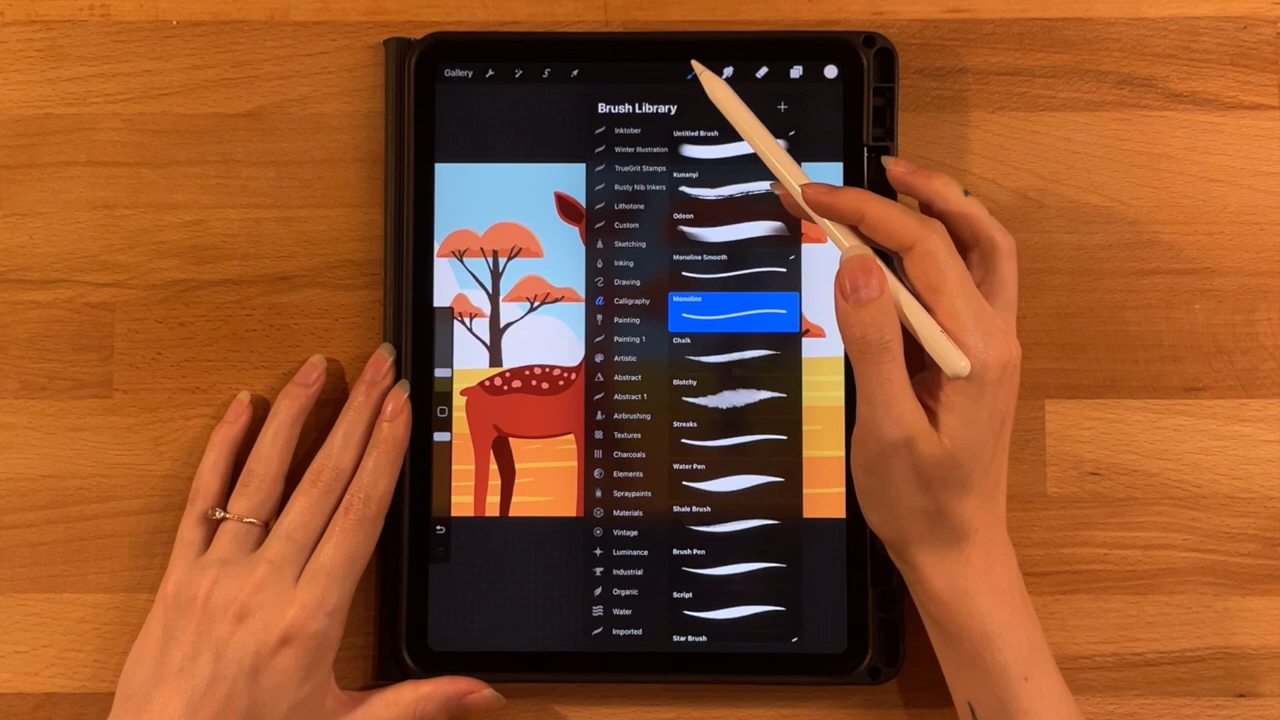 Gallery
Brush Library
Inktober
Winter Illustration
TrueGrit Stamps
Rusty Nib Inkers
Lithotone
Custom
Sketching
Inking
Drawing
Calligraphy
Painting
Painting 1
Artistic
Abstract
Abstract 1
Airbrushing
Textures
Charcoals
Elements
Spraypaints
Materials
Vintage
Luminance
Industrial
Organic
Water
Imported
Untitled Brush
Kunanyi
Odeon
Monoline Smooth
Monoline
Chalk
Blotchy
Streaks
Water Pen
Shale Brush
Brush Pen
Script
Star Brush